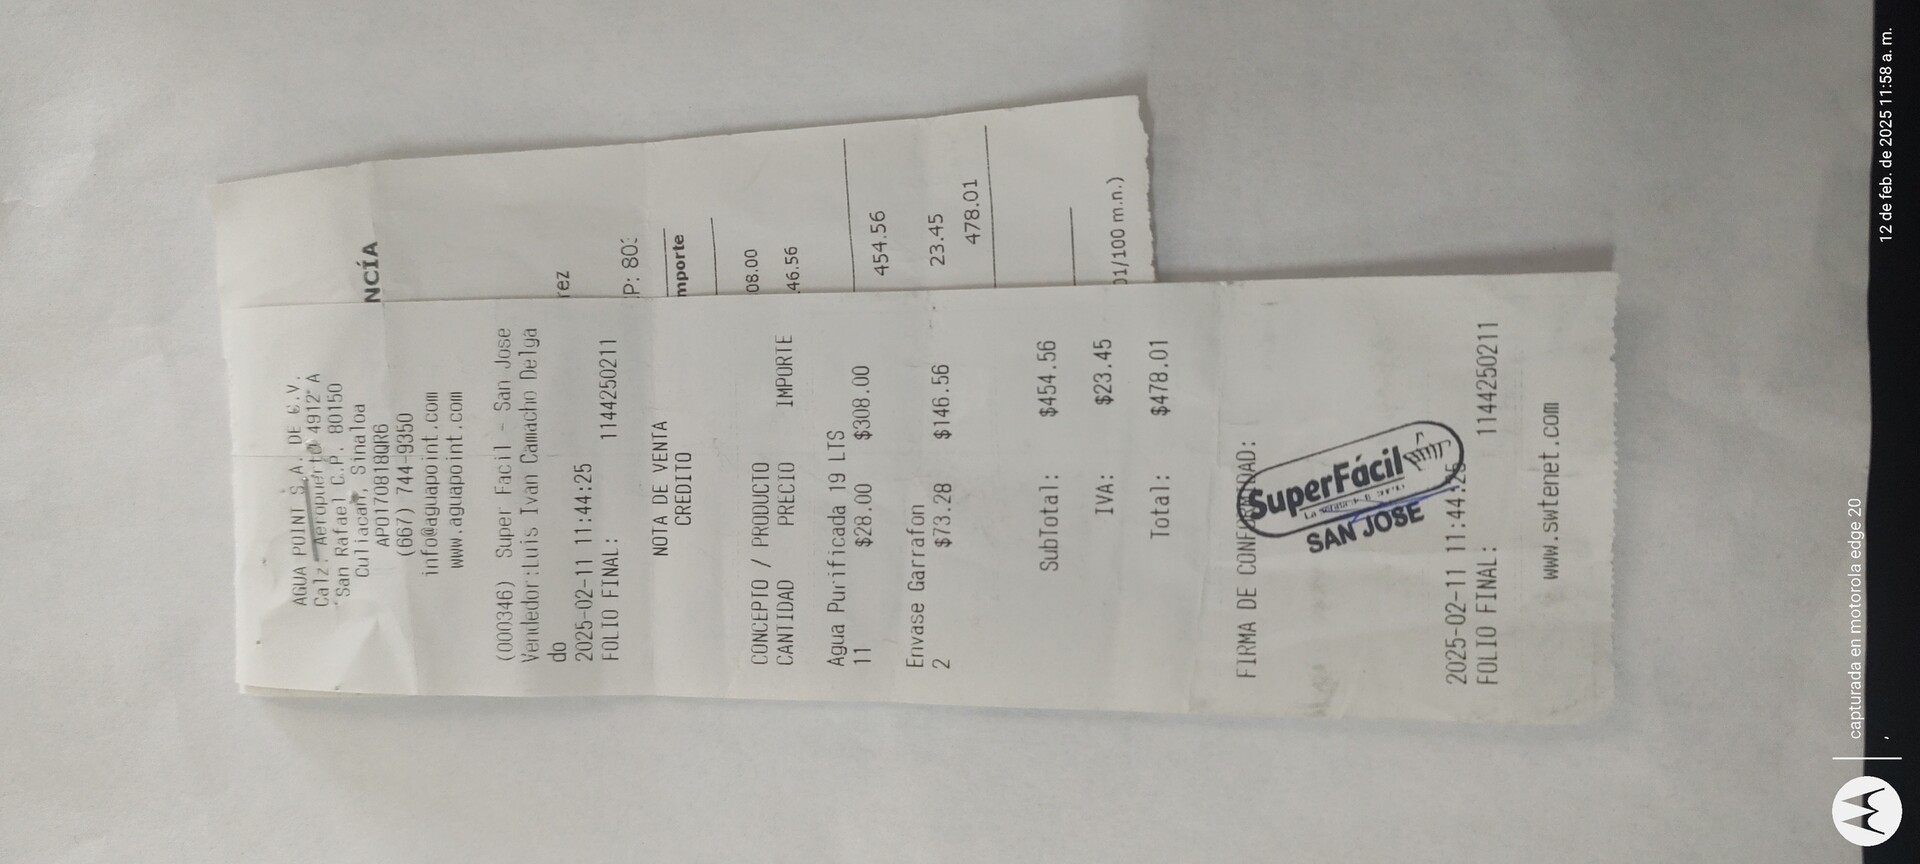 AGUA POINT S.A. DE C.V.
Calz. Aeropuerto 4912 A
San Rafael C.P. 80150
Culiacan, Sinaloa
APO170818QR6
(667) 744-9350
info@aguapoint.com
www.aguapoint.com
(000346) Super Facil - San Jose
Vendedor:Luis Ivan Camacho Delga
do
2025-02-11 11:44:25
FOLIO FINAL: 1144250211
NOTA DE VENTA
CREDITO
CONCEPTO / PRODUCTO
CANTIDAD PRECIO IMPORTE
Agua Purificada 19 LTS
11 $28.00 $308.00
Envase Garrafon
2 $73.28 $146.56
SubTotal: $454.56
IVA: $23.45
Total: $478.01
FIRMA DE CONFORMIDAD:
SuperFácil
SAN JOSE
2025-02-11 11:44:25
FOLIO FINAL: 1144250211
www.swtenet.com
NCÍA
rez
P: 803
mporte
08.00
46.56
454.56
23.45
478.01
01/100 m.n.)
capturada en motorola edge 20
12 de feb. de 2025 11:58 a. m.